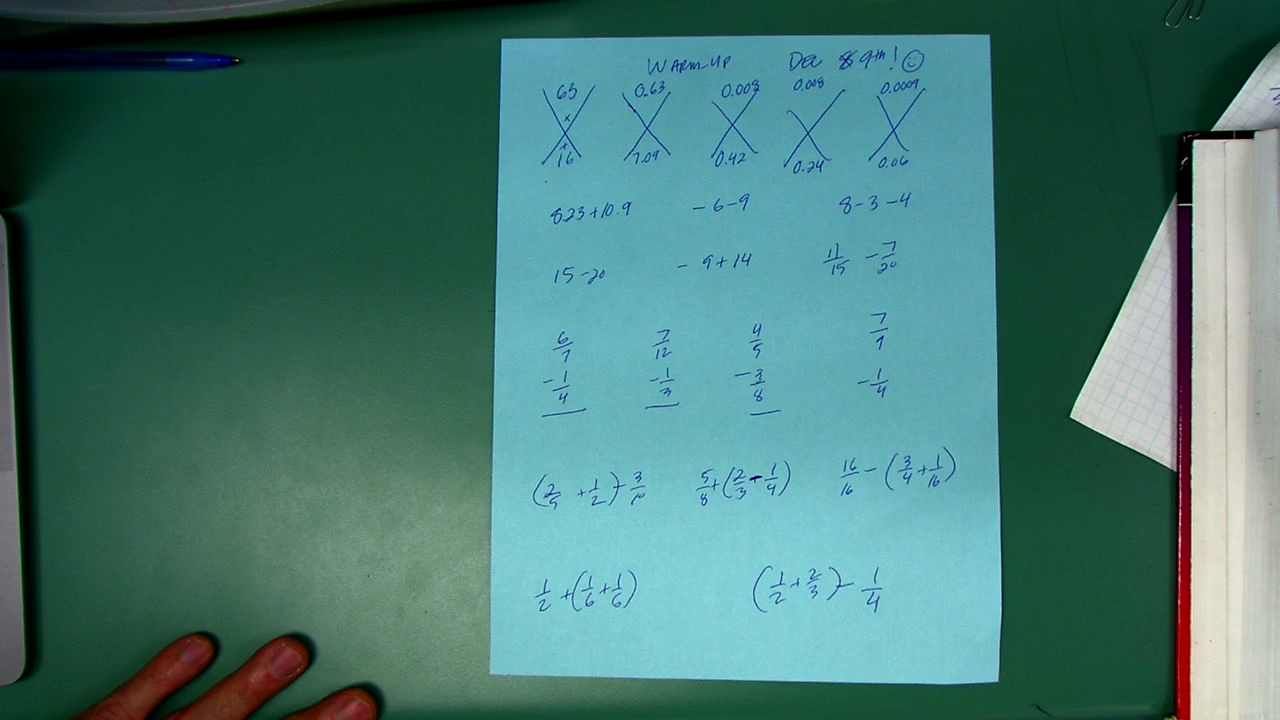 WARM-UP DEC 8 9th! ☺
63 0.63 0.008 0.008 0.0009
x
+
16 7.09 0.42 0.24 0.06
8.23+10.9 -6-9 8-3-4
15-20 -9+14 11/15 - 7/20
6/7 7/12 4/5 7/9
-1/4 -1/3 -3/8 -1/4
(2/5 + 1/2) - 3/10 5/8 + (2/3 - 1/4) 16/16 - (3/4 + 1/16)
1/2 + (1/6 + 1/6) (1/2 + 2/3) - 1/4